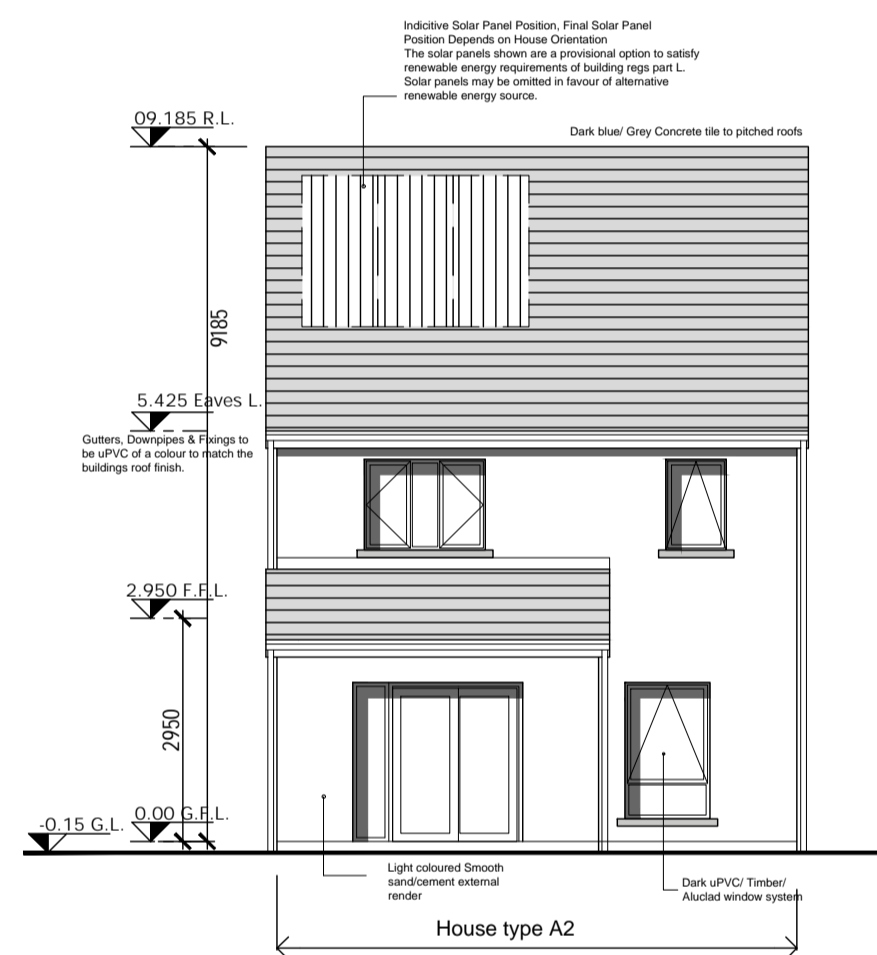 Indicitive Solar Panel Position, Final Solar Panel
Position Depends on House Orientation
The solar panels shown are a provisional option to satisfy
renewable energy requirements of building regs part L.
Solar panels may be omitted in favour of alternative
renewable energy source.
09.185 R.L.
Dark blue/ Grey Concrete tile to pitched roofs
9185
5.425 Eaves L.
Gutters, Downpipes & Fixings to
be uPVC of a colour to match the
buildings roof finish.
2.950 F.F.L.
2950
0.00 G.F.L.
-0.15 G.L.
Light coloured Smooth
sand/cement external
render
Dark uPVC/ Timber/
Aluclad window system
House type A2